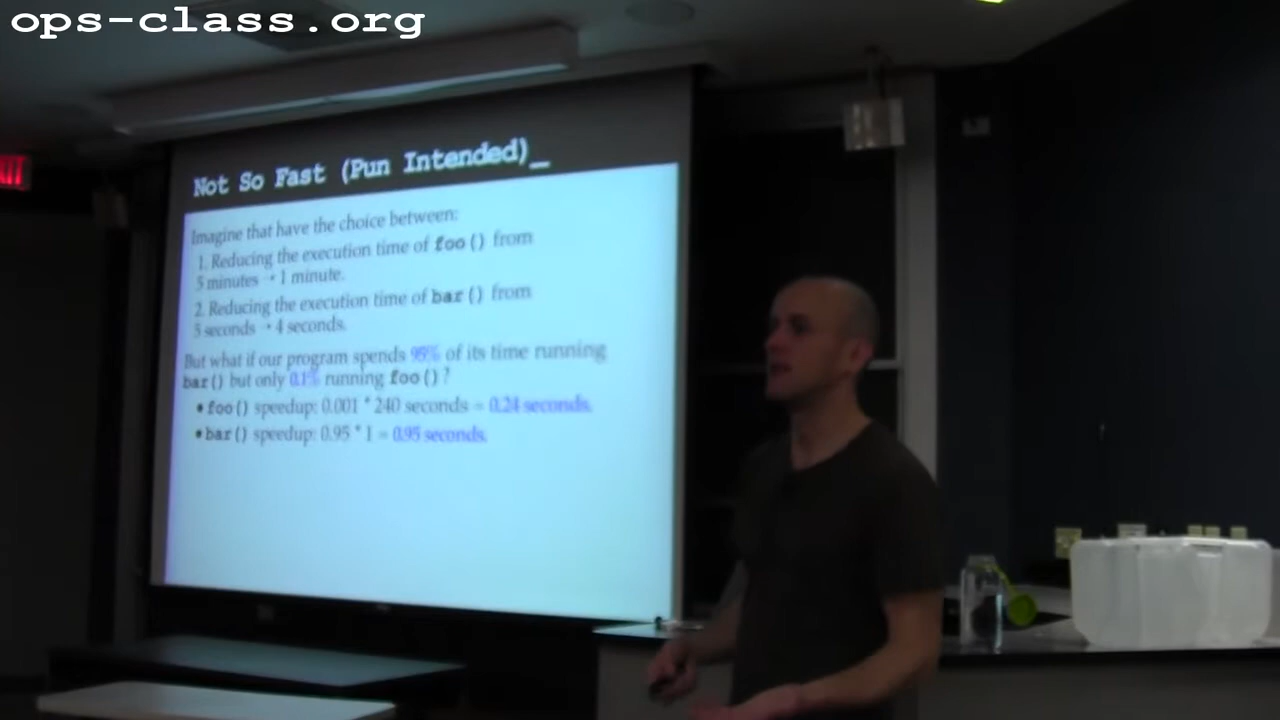 ops-class.org
Not So Fast (Pun Intended)_
Imagine that have the choice between:
1. Reducing the execution time of foo() from
5 minutes → 1 minute.
2. Reducing the execution time of bar() from
5 seconds → 4 seconds.
But what if our program spends 95% of its time running
bar() but only 0.1% running foo()?
• foo() speedup: 0.001 * 240 seconds = 0.24 seconds.
• bar() speedup: 0.95 * 1 = 0.95 seconds.